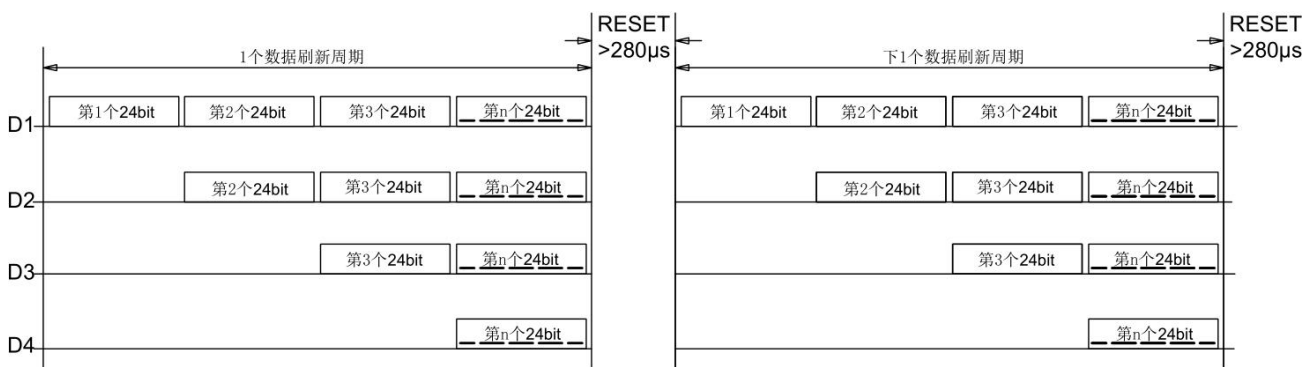 RESET
>280μs
RESET
>280μs
1个数据刷新周期
下1个数据刷新周期
D1
第1个24bit
第2个24bit
第3个24bit
第n个24bit
第1个24bit
第2个24bit
第3个24bit
第n个24bit
D2
第2个24bit
第3个24bit
第n个24bit
第2个24bit
第3个24bit
第n个24bit
D3
第3个24bit
第n个24bit
第3个24bit
第n个24bit
D4
第n个24bit
第n个24bit